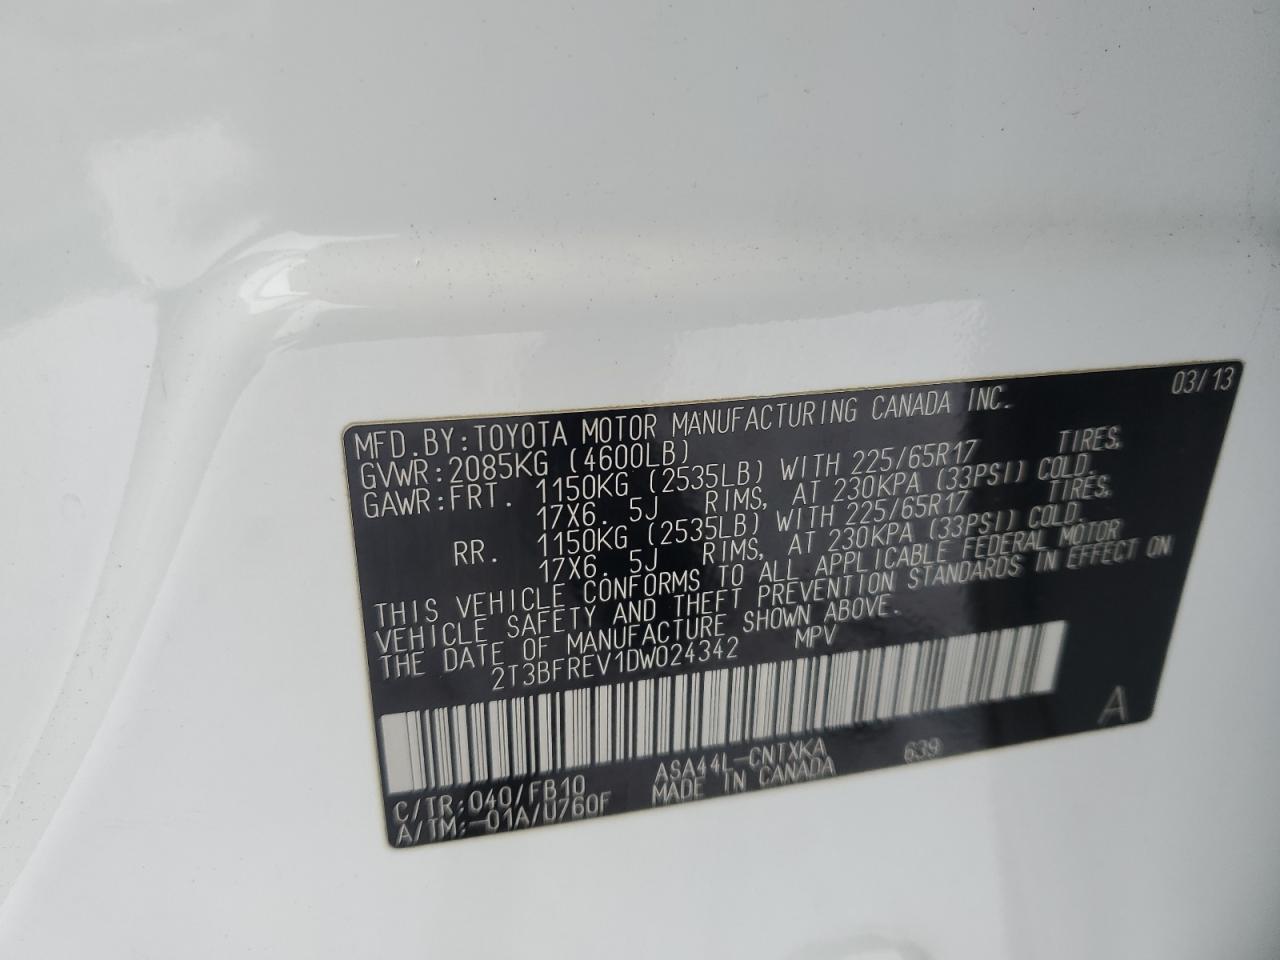 03/13
MFD.BY:TOYOTA MOTOR MANUFACTURING CANADA INC.
GVWR:2085KG (4600LB)
GAWR:FRT. 1150KG (2535LB) WITH 225/65R17 TIRES,
17X6. 5J RIMS, AT 230KPA (33PSI) COLD.
RR. 1150KG (2535LB) WITH 225/65R17 TIRES,
17X6. 5J RIMS, AT 230KPA (33PSI) COLD.
THIS VEHICLE CONFORMS TO ALL APPLICABLE FEDERAL MOTOR
VEHICLE SAFETY AND THEFT PREVENTION STANDARDS IN EFFECT ON
THE DATE OF MANUFACTURE SHOWN ABOVE.
2T3BFREV1DW024342 MPV
A
C/TR:040/FB10 ASA44L-CNTXKA 639
A/TM:-01A/U760F MADE IN CANADA